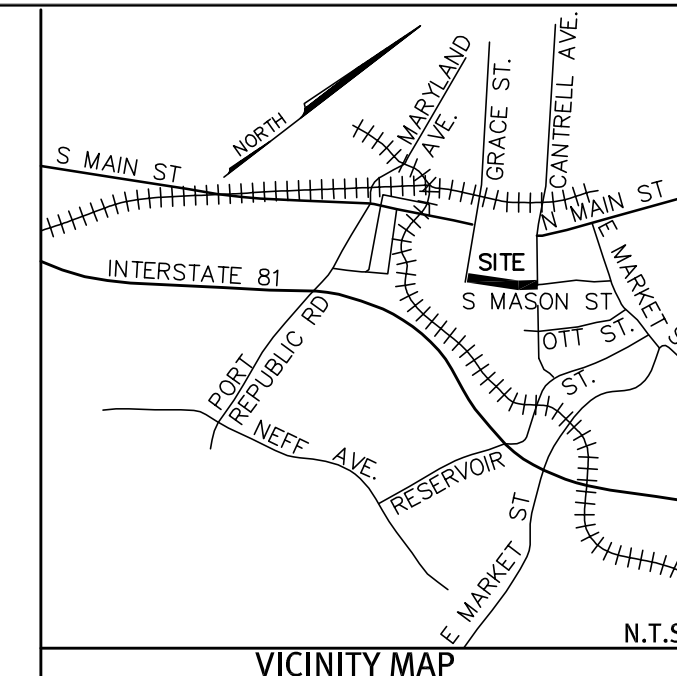 MARYLAND
AVE.
GRACE ST.
CANTRELL AVE.
NORTH
S MAIN ST
N MAIN ST
E MARKET S
SITE
S MASON ST
INTERSTATE 81
OTT ST.
PORT
REPUBLIC RD
ST.
NEFF AVE.
RESERVOIR
E MARKET ST
N.T.S
VICINITY MAP